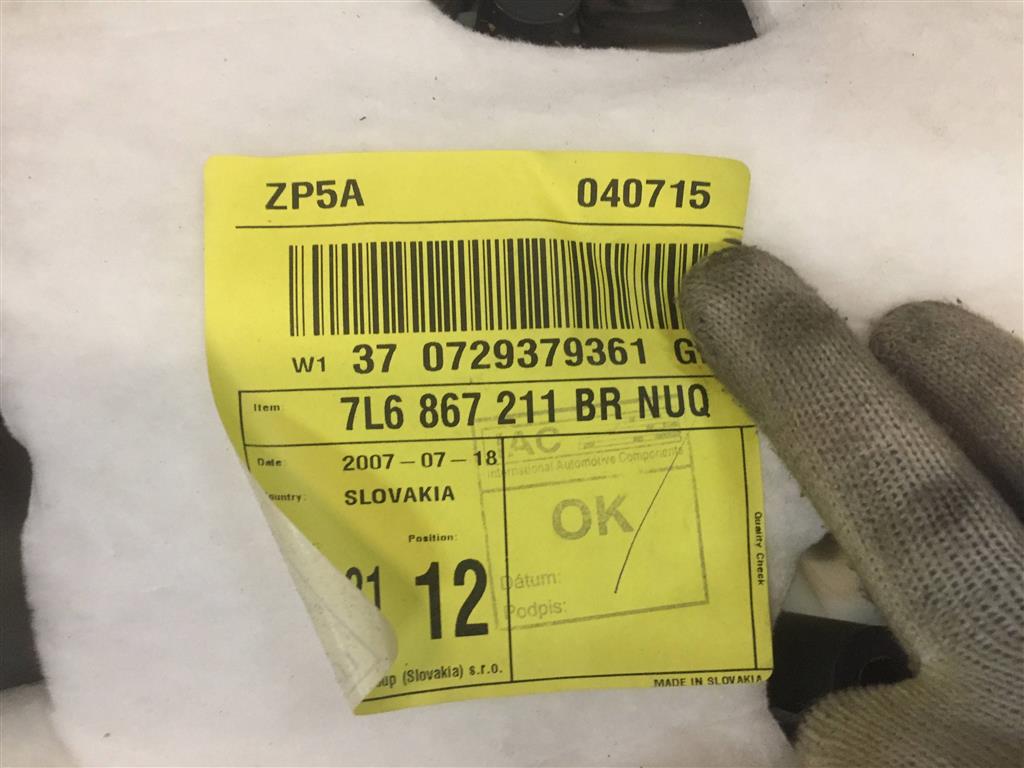 ZP5A 040715
W1 37 0729379361
Item: 7L6 867 211 BR NUQ
Date: 2007-07-18
SLOVAKIA
Position:
12
(Slovakia) s.r.o.
MADE IN SLOVAKIA
Quality Check
IAC
International Automotive Components
OK
Dátum:
Podpis: